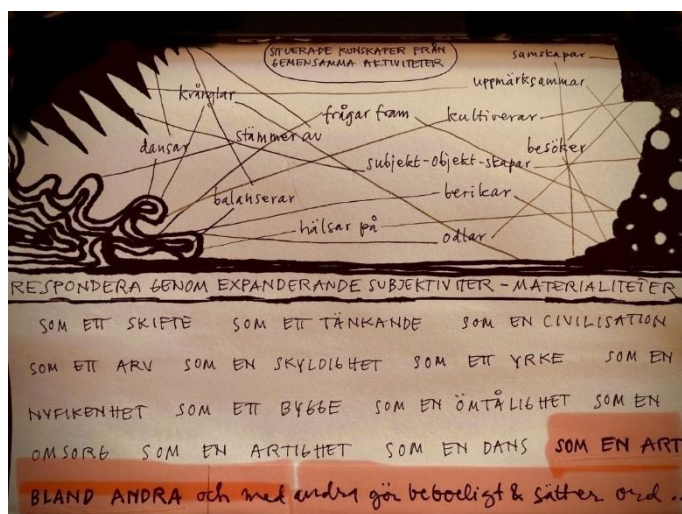 SITUERADE KUNSKAPER FRÅN
GEMENSAMMA AKTIVITETER
samskapar
uppmärksammar
krånglar
frågar fram
kultiverar
stämmer av
dansar
besöker
subjekt-objekt-skapar
balanserar
berikar
hälsar på
odlar
RESPONDERA GENOM EXPANDERANDE SUBJEKTIVITER - MATERIALITETER
SOM ETT SKIFTE SOM ETT TÄNKANDE SOM EN CIVILISATION
SOM ETT ARV SOM EN SKYLDIGHET SOM ETT YRKE SOM EN
NYFIKENHET SOM ETT BYGGE SOM EN ÖMTÅLIGHET SOM EN
OMSORG SOM EN ARTIGHET SOM EN DANS SOM EN ART
BLAND ANDRA och med andra gör beboeligt & sätter ord ..